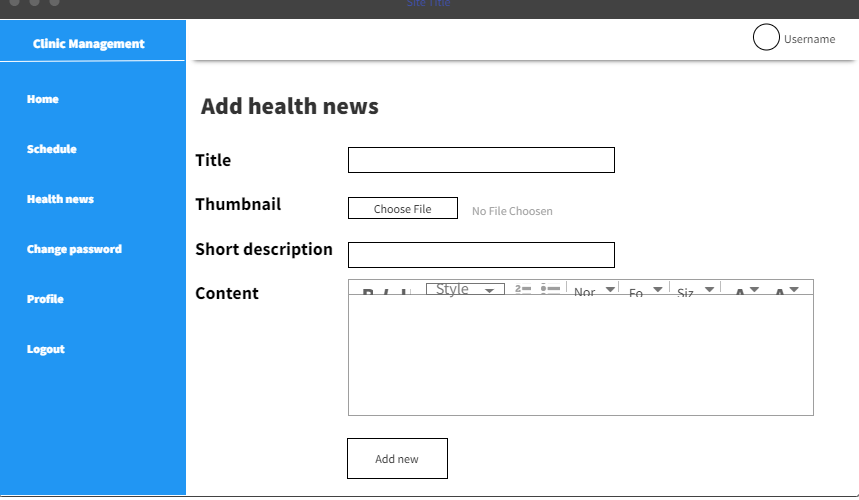 Site Title
Clinic Management
Username
Home
Schedule
Health news
Change password
Profile
Logout
Add health news
Title
Thumbnail
Choose File
No File Choosen
Short description
Content
B I
Style
Nor
Fo
Siz
A
A
Add new